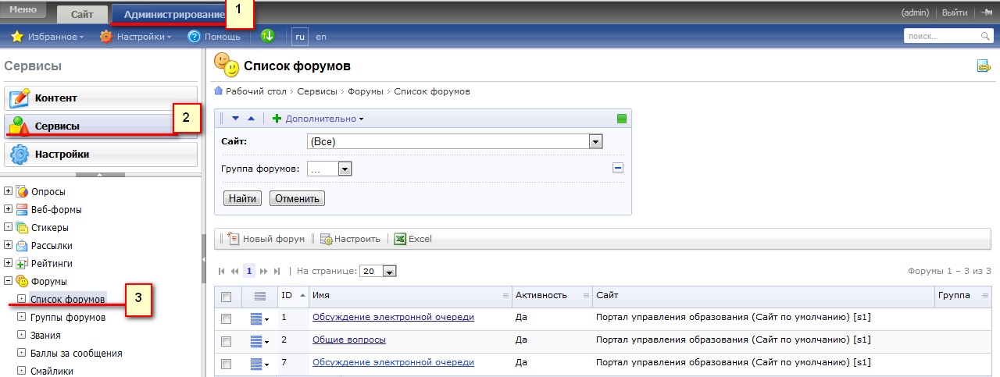 Меню Сайт Администрирование 1 (admin) Выйти
Избранное Настройки Помощь ru en поиск...
Сервисы
Контент
Сервисы 2
Настройки
Опросы
Веб-формы
Стикеры
Рассылки
Рейтинги
Форумы
Список форумов 3
Группы форумов
Звания
Баллы за сообщения
Смайлики
Список форумов
Рабочий стол › Сервисы › Форумы › Список форумов
Дополнительно
Сайт: (Все)
Группа форумов: ...
Найти Отменить
Новый форум Настроить Excel
1 | На странице: 20 Форумы 1 – 3 из 3
ID Имя Активность Сайт Группа
1 Обсуждение электронной очереди Да Портал управления образования (Сайт по умолчанию) [s1]
2 Общие вопросы Да Портал управления образования (Сайт по умолчанию) [s1]
7 Обсуждение электронной очереди Да Портал управления образования (Сайт по умолчанию) [s1]